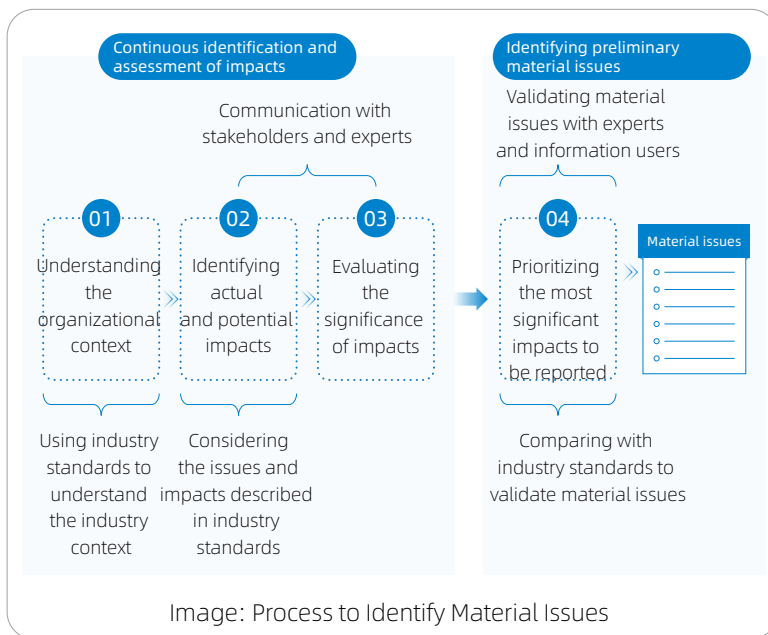 Continuous identification and
assessment of impacts
Identifying preliminary
material issues
Communication with
stakeholders and experts
Validating material
issues with experts
and information users
01
Understanding
the
organizational
context
02
Identifying
actual
and potential
impacts
03
Evaluating
the
significance
of impacts
04
Prioritizing
the most
significant
impacts to
be reported
Material issues
Using industry
standards to
understand
the industry
context
Considering
the issues and
impacts described
in industry
standards
Comparing with
industry standards to
validate material issues
Image: Process to Identify Material Issues